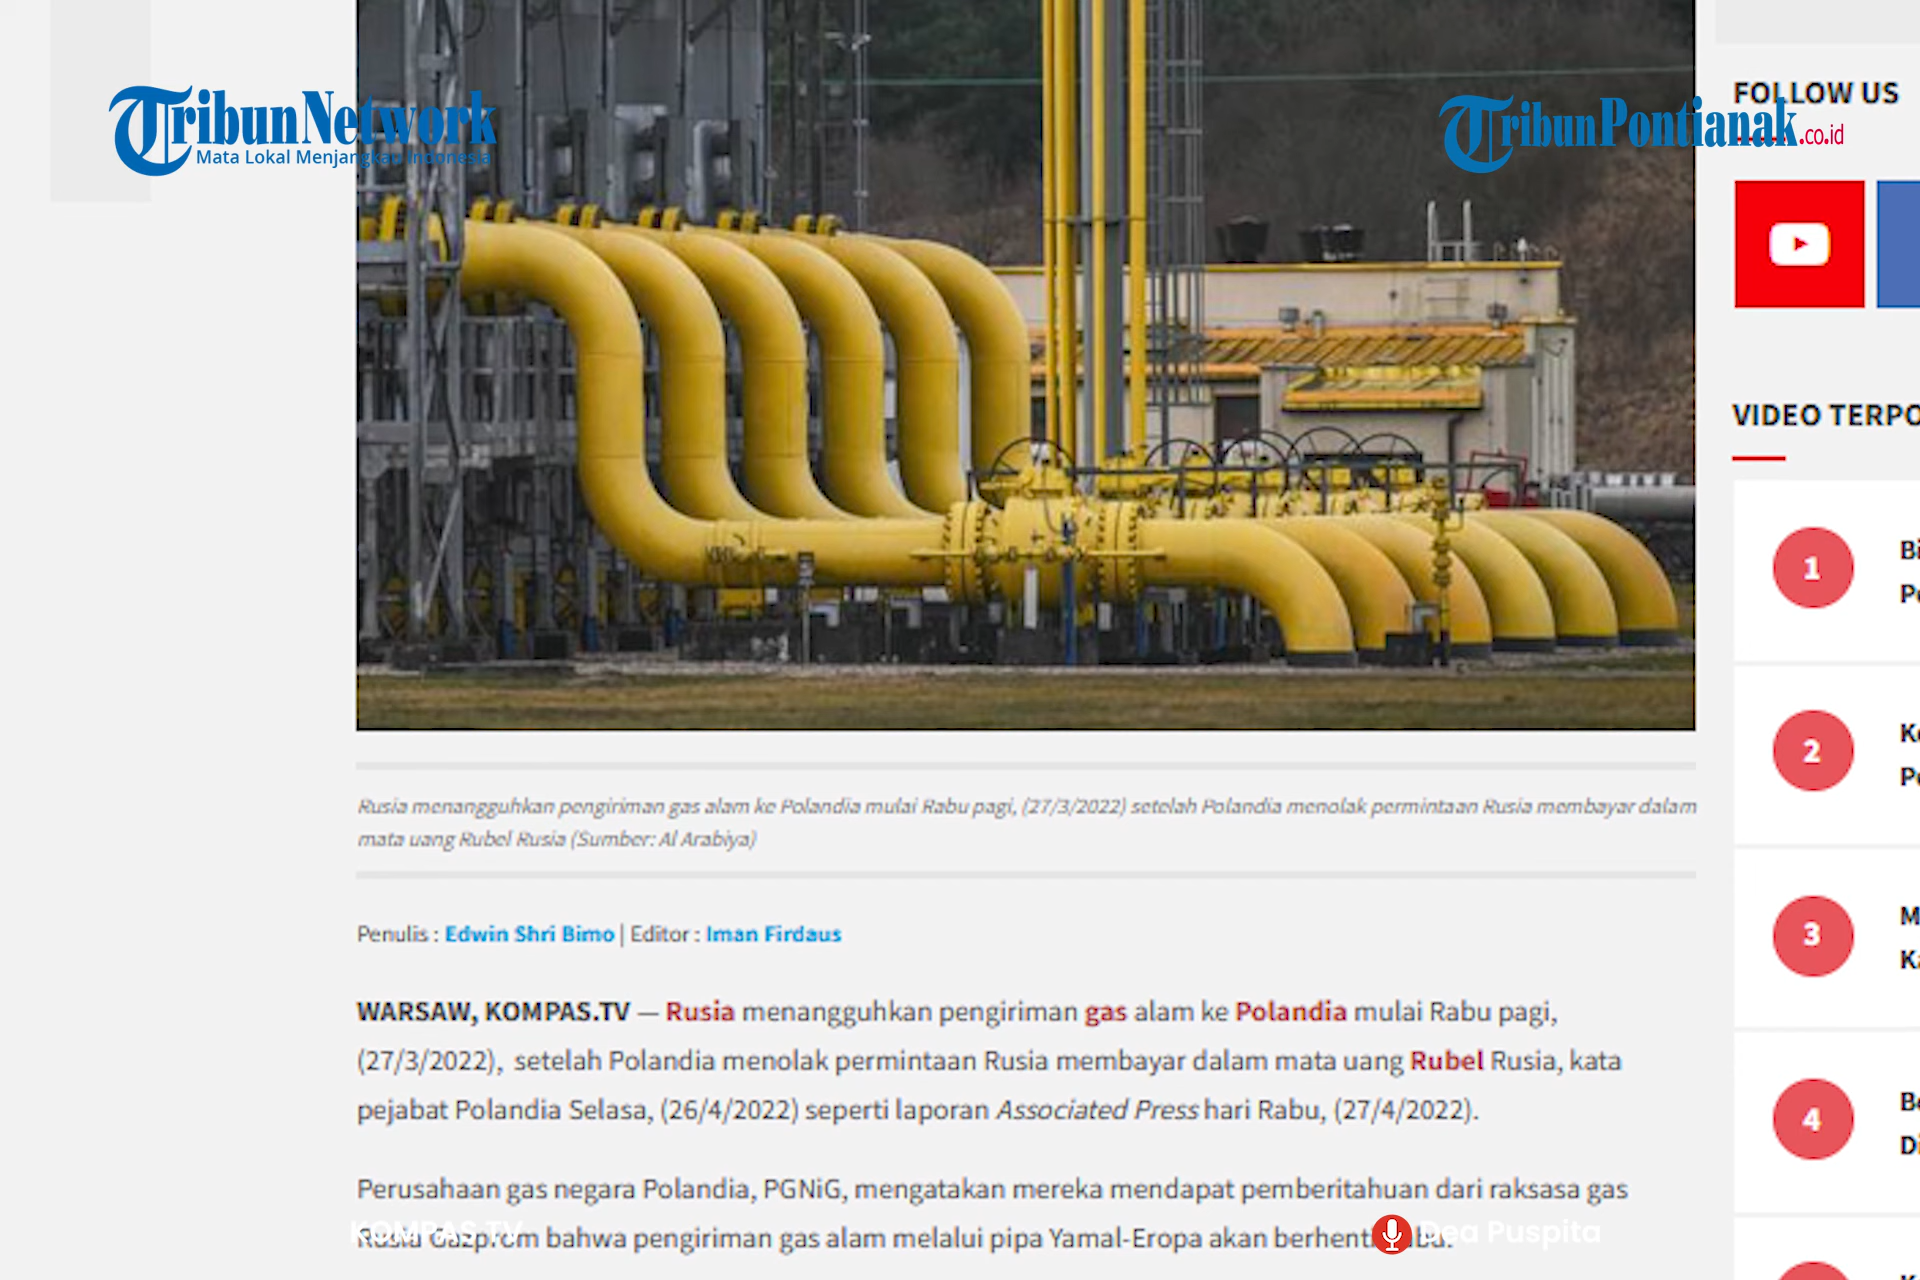 TribunNetwork
Mata Lokal Menjangkau Indonesia
TribunPontianak.co.id
FOLLOW US
VIDEO TERPO
1
Bi
2
3
M
4
Di
Rusia menangguhkan pengiriman gas alam ke Polandia mulai Rabu pagi, (27/3/2022) setelah Polandia menolak permintaan Rusia membayar dalam
mata uang Rubel Rusia (Sumber: Al Arabiya)
Penulis : Edwin Shri Bimo | Editor : Iman Firdaus
WARSAW, KOMPAS.TV — Rusia menangguhkan pengiriman gas alam ke Polandia mulai Rabu pagi,
(27/3/2022), setelah Polandia menolak permintaan Rusia membayar dalam mata uang Rubel Rusia, kata
pejabat Polandia Selasa, (26/4/2022) seperti laporan Associated Press hari Rabu, (27/4/2022).
Perusahaan gas negara Polandia, PGNiG, mengatakan mereka mendapat pemberitahuan dari raksasa gas
Rusia Gazprom bahwa pengiriman gas alam melalui pipa Yamal-Eropa akan
KOMPAS TV
Dea Puspita